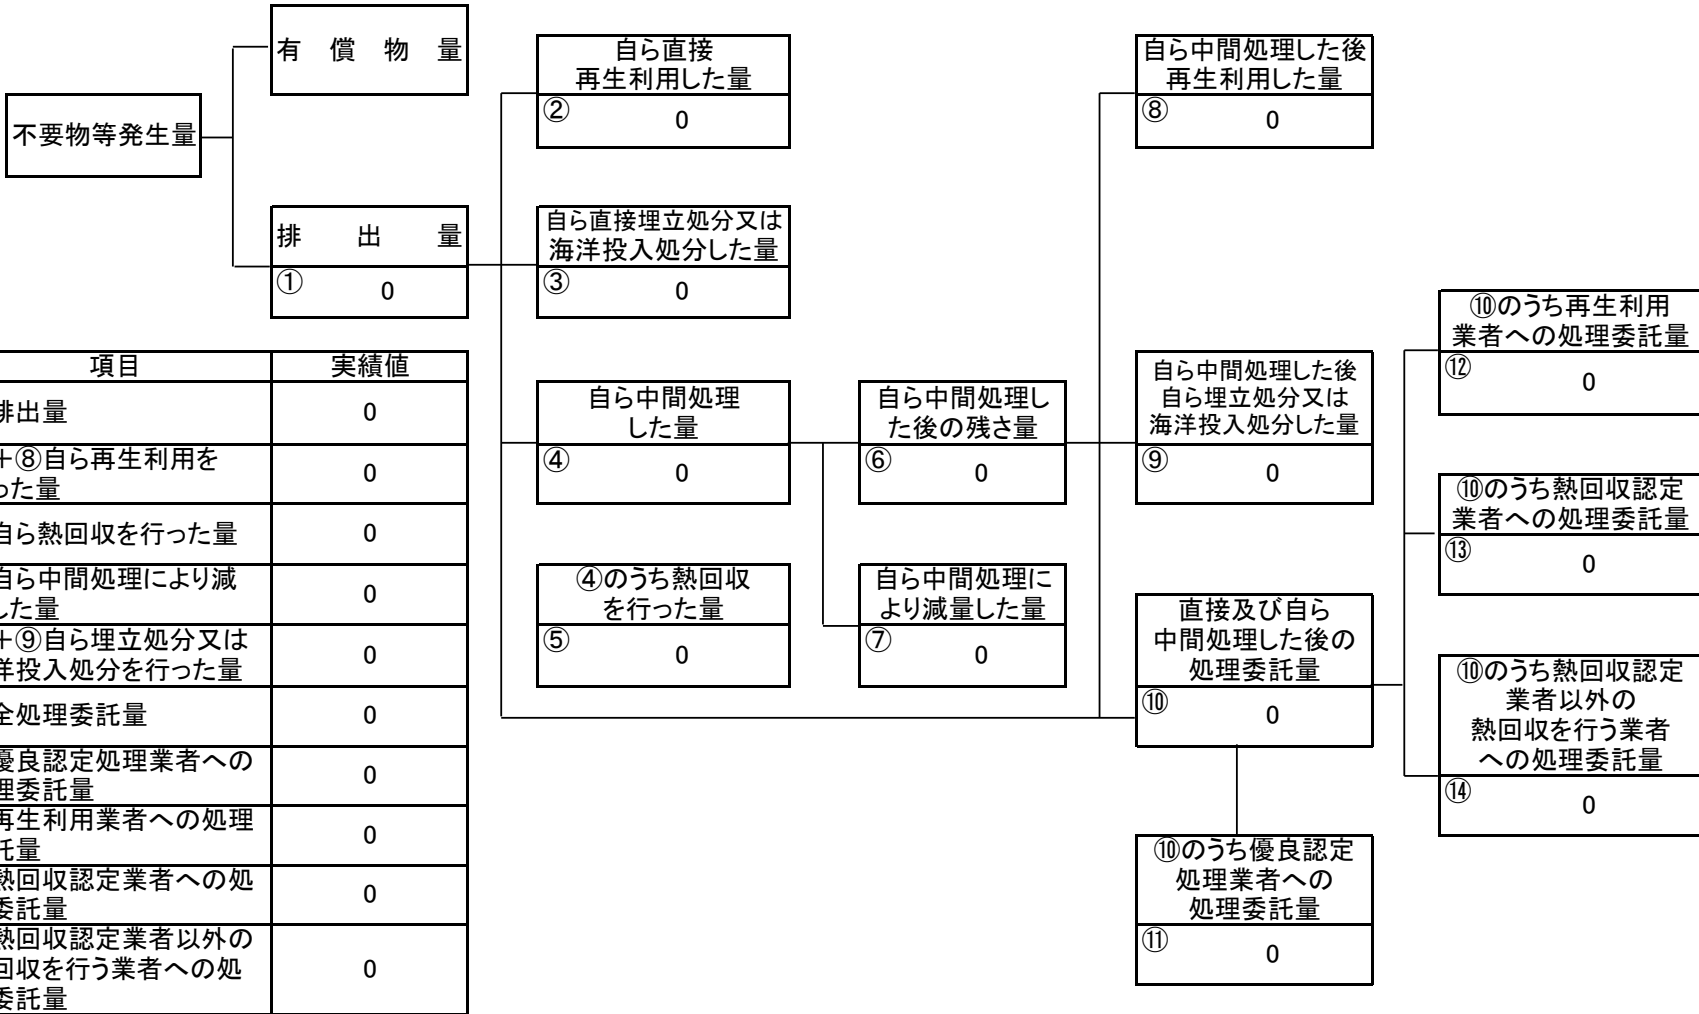 有償物量
不要物等発生量
排出量
①
0
自ら直接
再生利用した量
②
0
自ら直接埋立処分又は
海洋投入処分した量
③
0
自ら中間処理
した量
④
0
④のうち熱回収
を行った量
⑤
0
自ら中間処理し
た後の残さ量
⑥
0
自ら中間処理に
より減量した量
⑦
0
自ら中間処理した後
再生利用した量
⑧
0
自ら中間処理した後
自ら埋立処分又は
海洋投入処分した量
⑨
0
直接及び自ら
中間処理した後の
処理委託量
⑩
0
⑩のうち優良認定
処理業者への
処理委託量
⑪
0
⑩のうち再生利用
業者への処理委託量
⑫
0
⑩のうち熱回収認定
業者への処理委託量
⑬
0
⑩のうち熱回収認定
業者以外の
熱回収を行う業者
への処理委託量
⑭
0
項目 実績値
排出量 0
+⑧自ら再生利用を
った量 0
自ら熱回収を行った量 0
自ら中間処理により減
した量 0
+⑨自ら埋立処分又は
洋投入処分を行った量 0
全処理委託量 0
優良認定処理業者への
理委託量 0
再生利用業者への処理
託量 0
熱回収認定業者への処
委託量 0
熱回収認定業者以外の
回収を行う業者への処
委託量 0